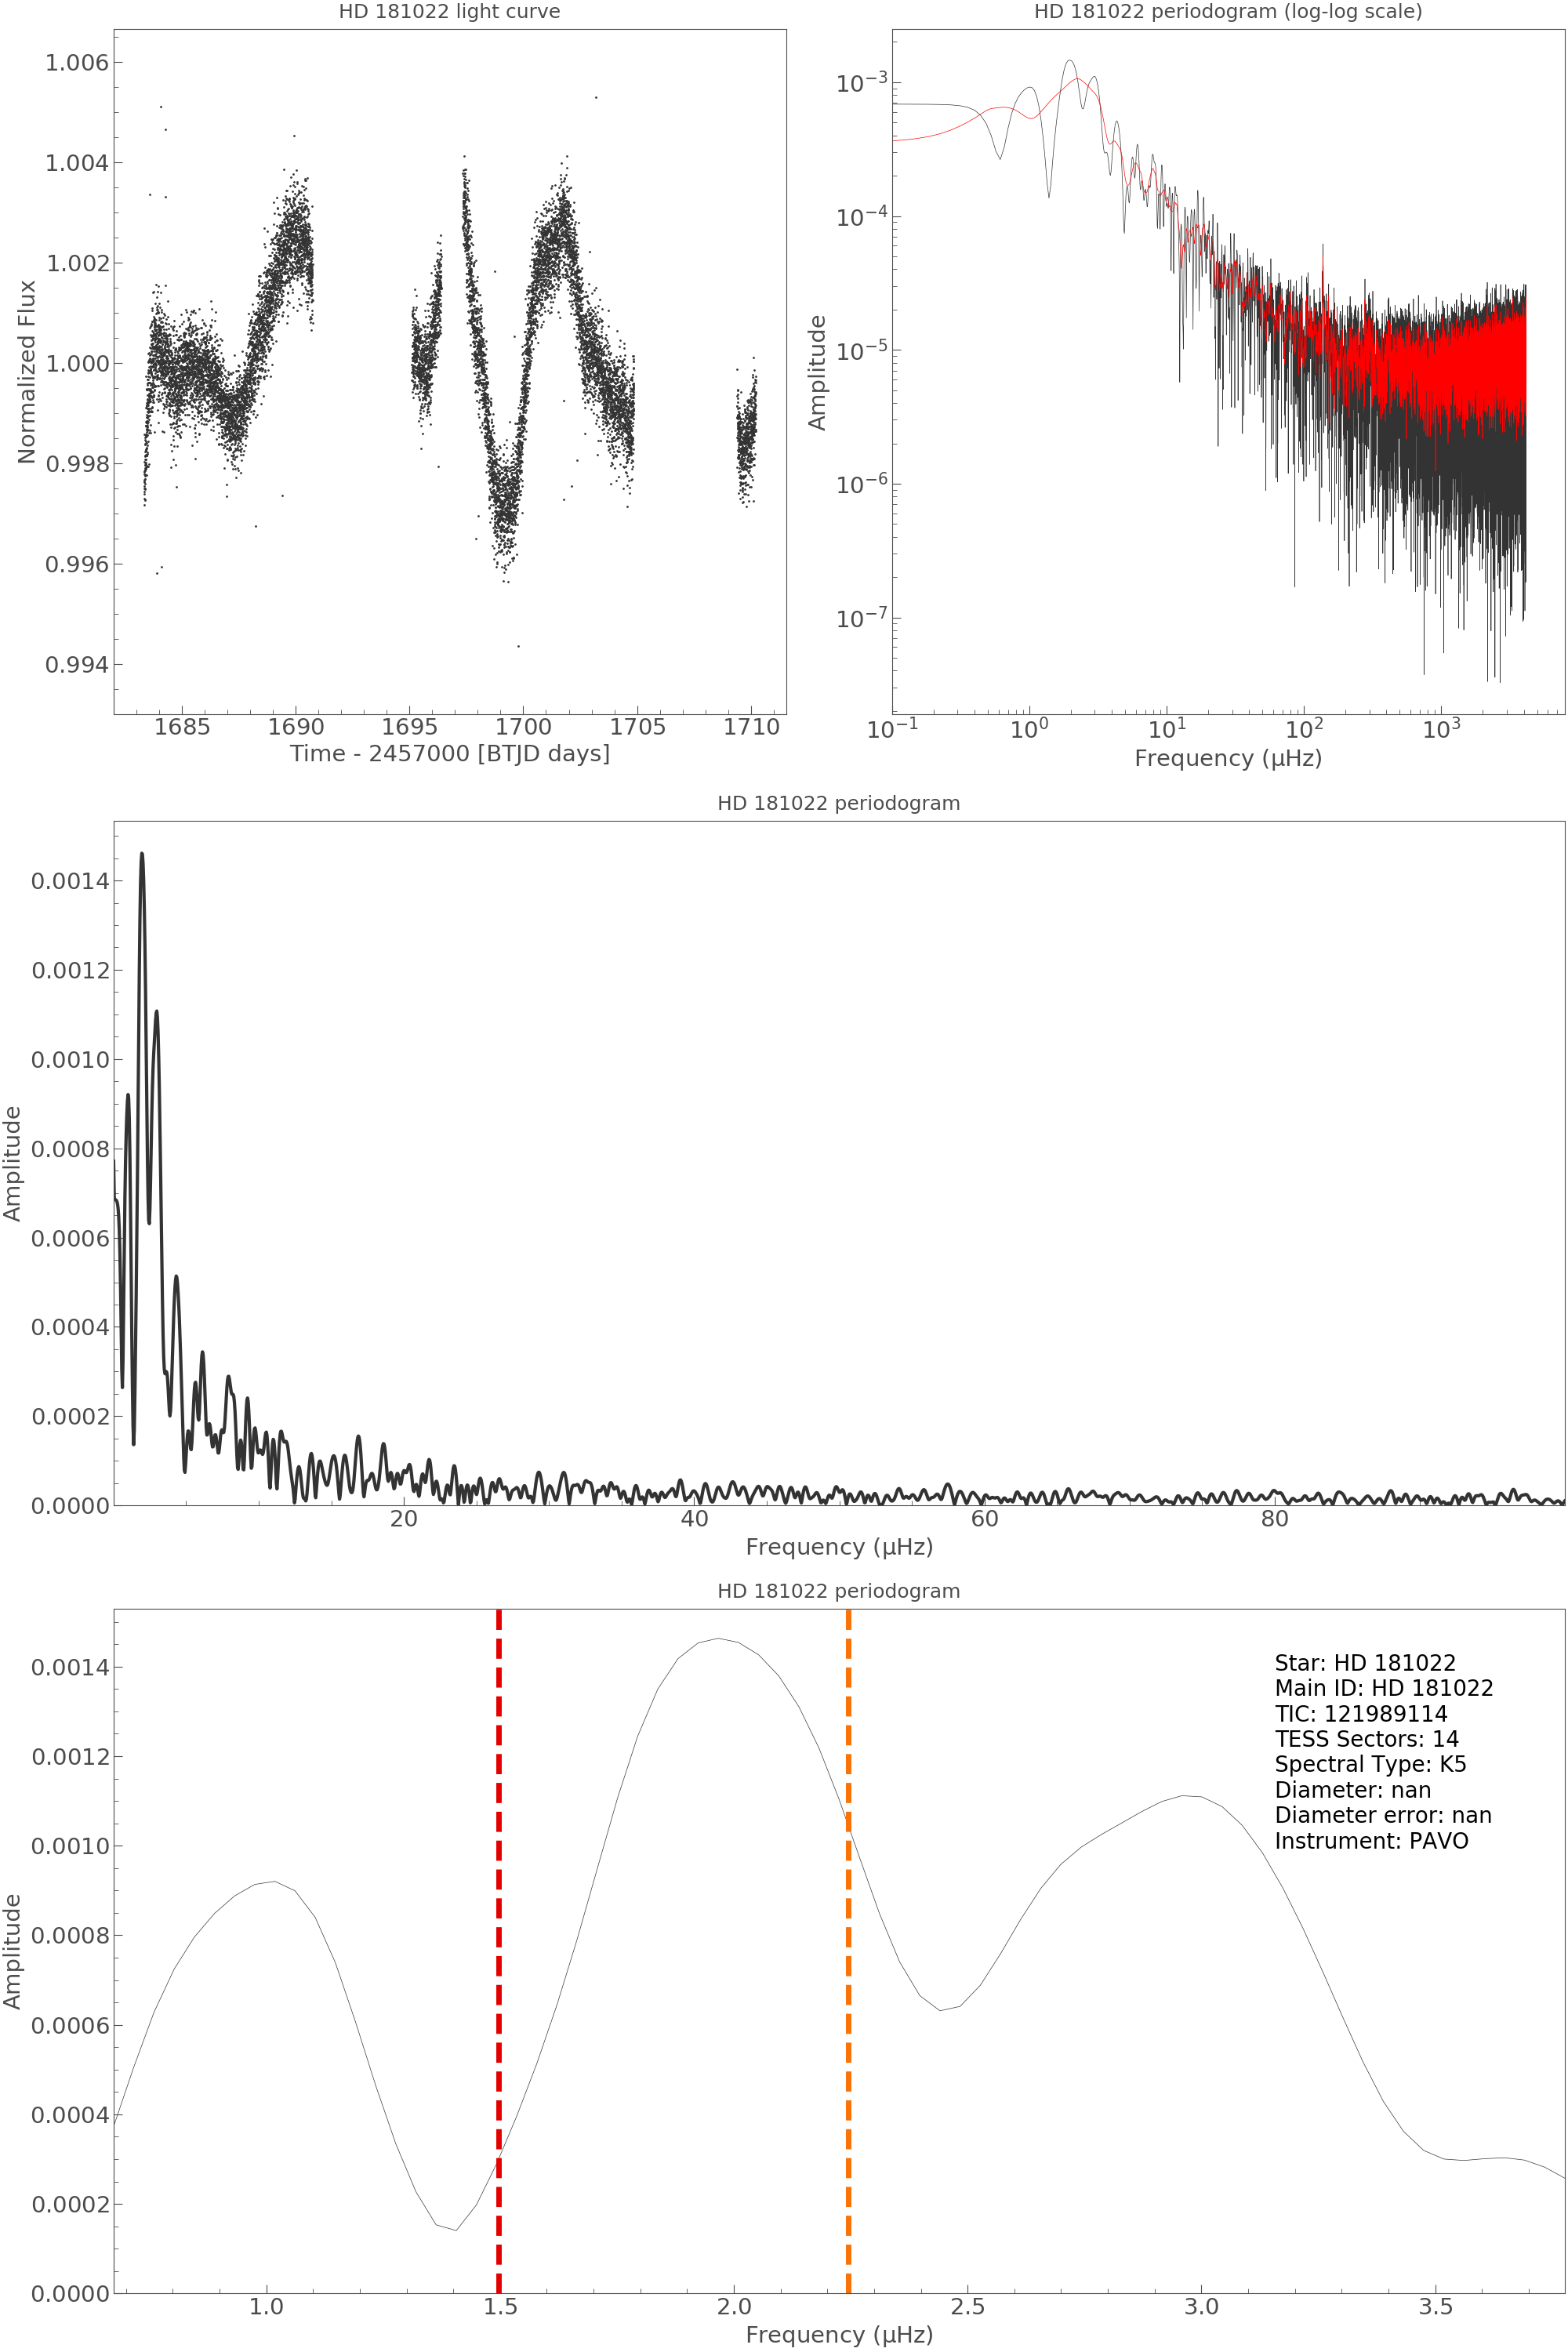 HD 181022 light curve
1.006
1.004
1.002
1.000
0.998
0.996
0.994
Normalized Flux
1685 1690 1695 1700 1705 1710
Time - 2457000 [BTJD days]
HD 181022 periodogram (log-log scale)
10⁻³
10⁻⁴
10⁻⁵
10⁻⁶
10⁻⁷
Amplitude
10⁻¹ 10⁰ 10¹ 10² 10³
Frequency (μHz)
HD 181022 periodogram
0.0014
0.0012
0.0010
0.0008
0.0006
0.0004
0.0002
0.0000
Amplitude
20 40 60 80
Frequency (μHz)
HD 181022 periodogram
0.0014
0.0012
0.0010
0.0008
0.0006
0.0004
0.0002
0.0000
Amplitude
Star: HD 181022
Main ID: HD 181022
TIC: 121989114
TESS Sectors: 14
Spectral Type: K5
Diameter: nan
Diameter error: nan
Instrument: PAVO
1.0 1.5 2.0 2.5 3.0 3.5
Frequency (μHz)